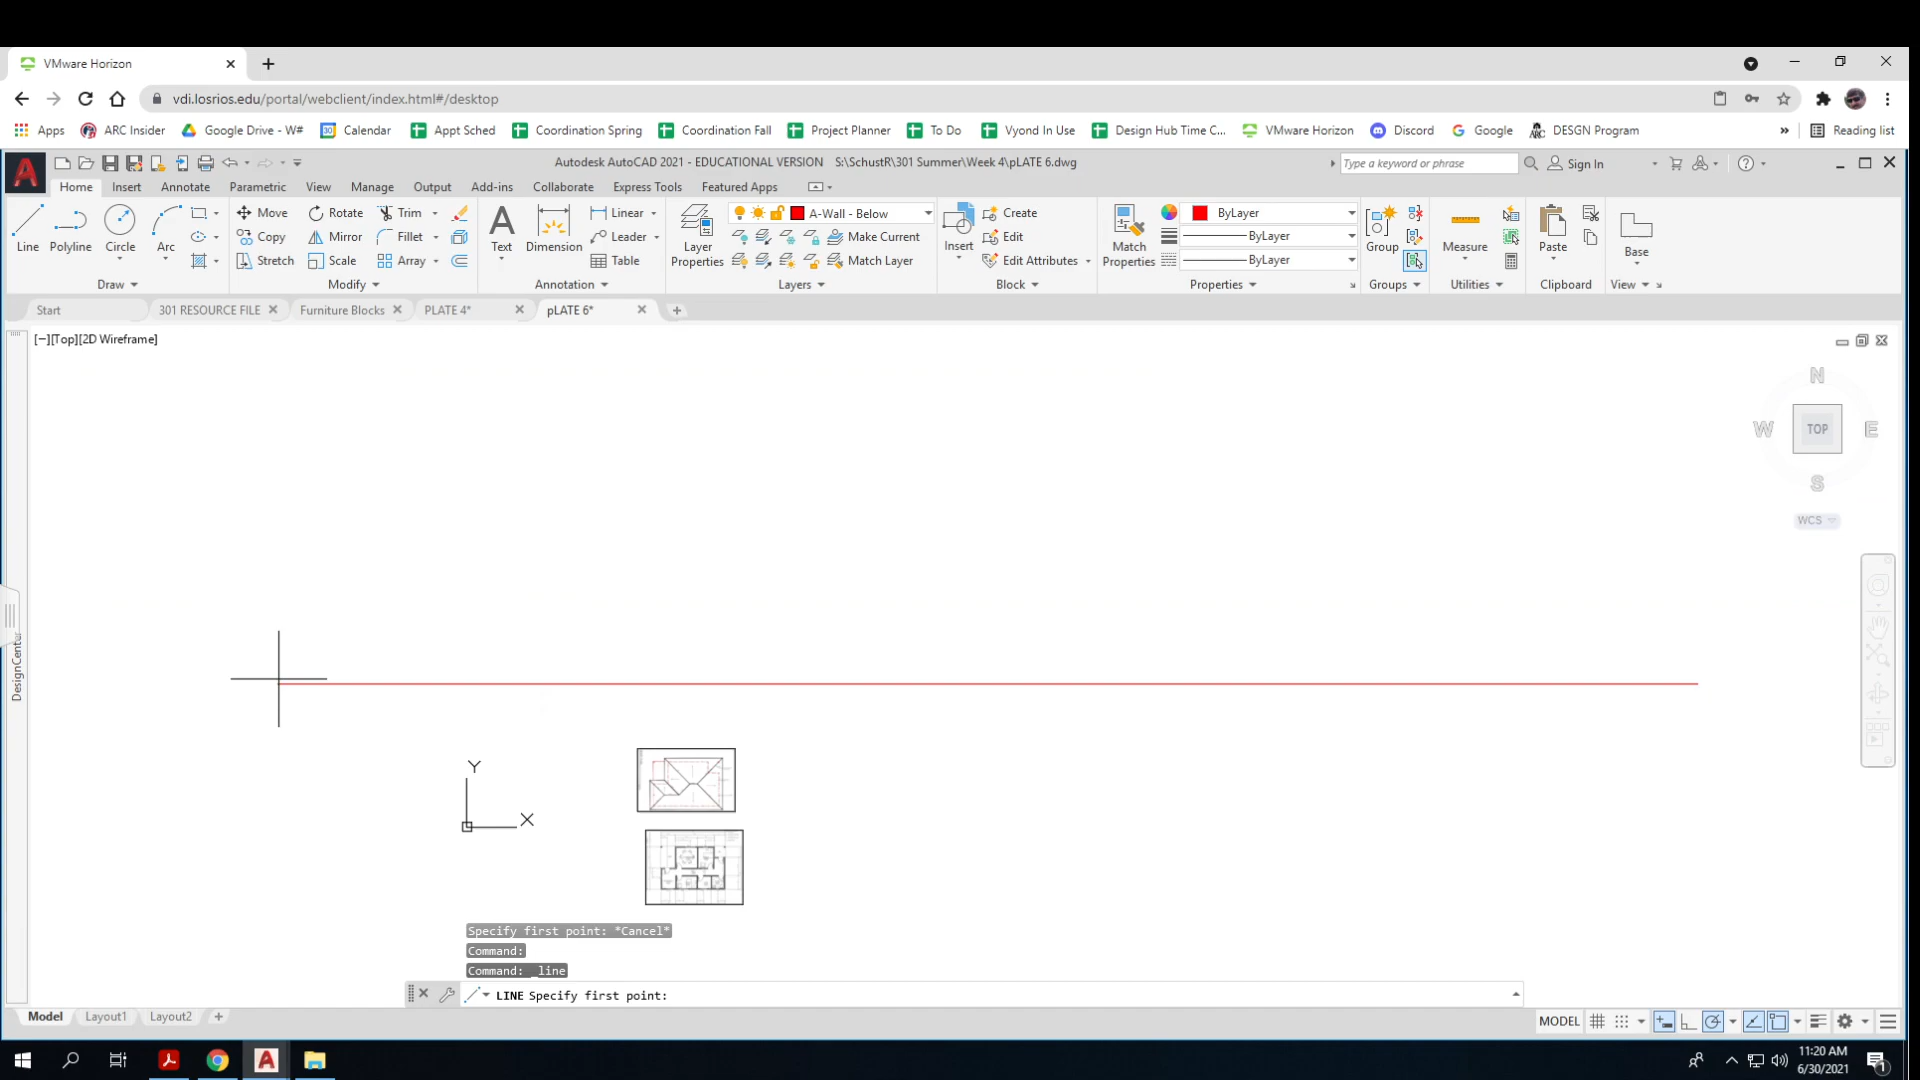 VMware Horizon
vdi.losrios.edu/portal/webclient/index.html#/desktop
Apps ARC Insider Google Drive - W# Calendar Appt Sched Coordination Spring Coordination Fall Project Planner To Do Vyond In Use Design Hub Time C... VMware Horizon Discord Google DESGN Program » Reading list
Autodesk AutoCAD 2021 - EDUCATIONAL VERSION S:\SchustR\301 Summer\Week 4\pLATE 6.dwg Type a keyword or phrase Sign In
Home Insert Annotate Parametric View Manage Output Add-ins Collaborate Express Tools Featured Apps
Move Rotate Trim Linear A-Wall - Below Create ByLayer
Line Polyline Circle Arc Copy Mirror Fillet Text Dimension Leader Layer Properties Make Current Insert Edit Match Properties ByLayer Group Measure Paste Base
Stretch Scale Array Table Match Layer Edit Attributes ByLayer
Draw Modify Annotation Layers Block Properties Groups Utilities Clipboard View
Start 301 RESOURCE FILE Furniture Blocks PLATE 4* pLATE 6*
[−][Top][2D Wireframe]
N
W TOP E
S
WCS
DesignCenter
Y
X
Specify first point: *Cancel*
Command:
Command: _line
LINE Specify first point:
Model Layout1 Layout2 + MODEL
11:20 AM
6/30/2021
1